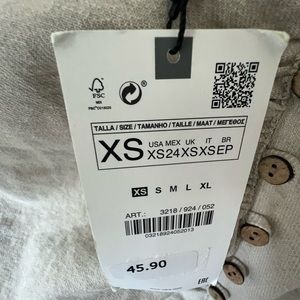 FSC
MIX
TALLA / SIZE / TAMANHO / TAILLE / MAAT / ΜΕΓΕΘΟΣ
XS
USA MEX UK IT BR
XS 24 XS XS EP
XS S M L XL
ART.: 3218 / 924 / 052
03218924052013
45.90
EAC